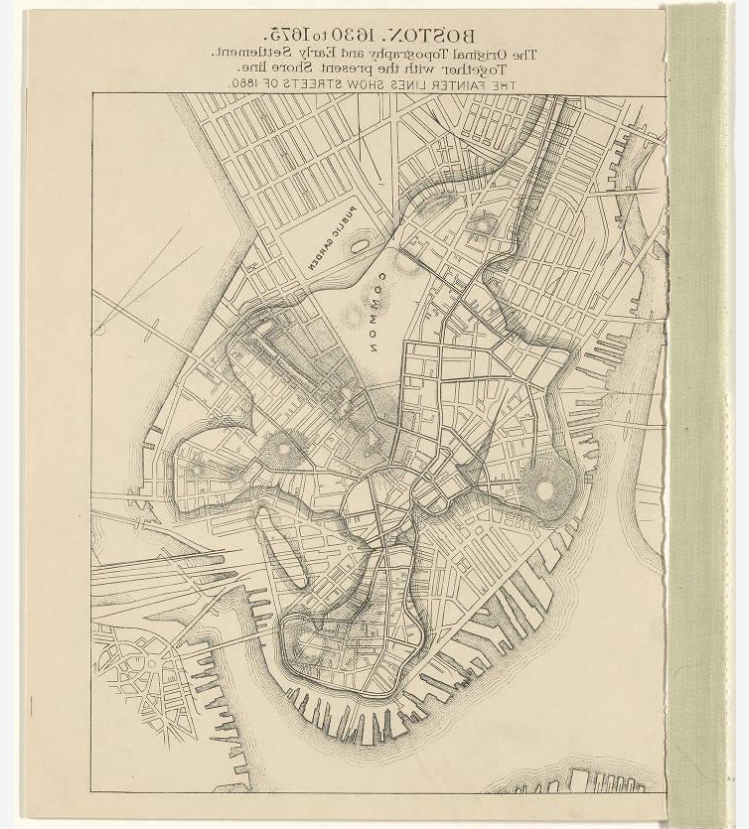 BOSTON. 1630 to 1675.
The Original Topography and Early Settlement.
Together with the present Shore line.
THE FAINTER LINES SHOW STREETS OF 1880.
PUBLIC GARDEN
COMMON